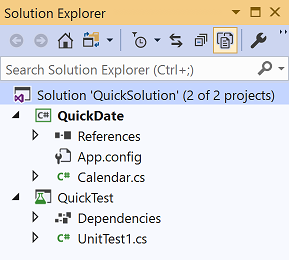 Solution Explorer
Search Solution Explorer (Ctrl+;)
Solution 'QuickSolution' (2 of 2 projects)
C# QuickDate
References
App.config
C# Calendar.cs
QuickTest
Dependencies
C# UnitTest1.cs